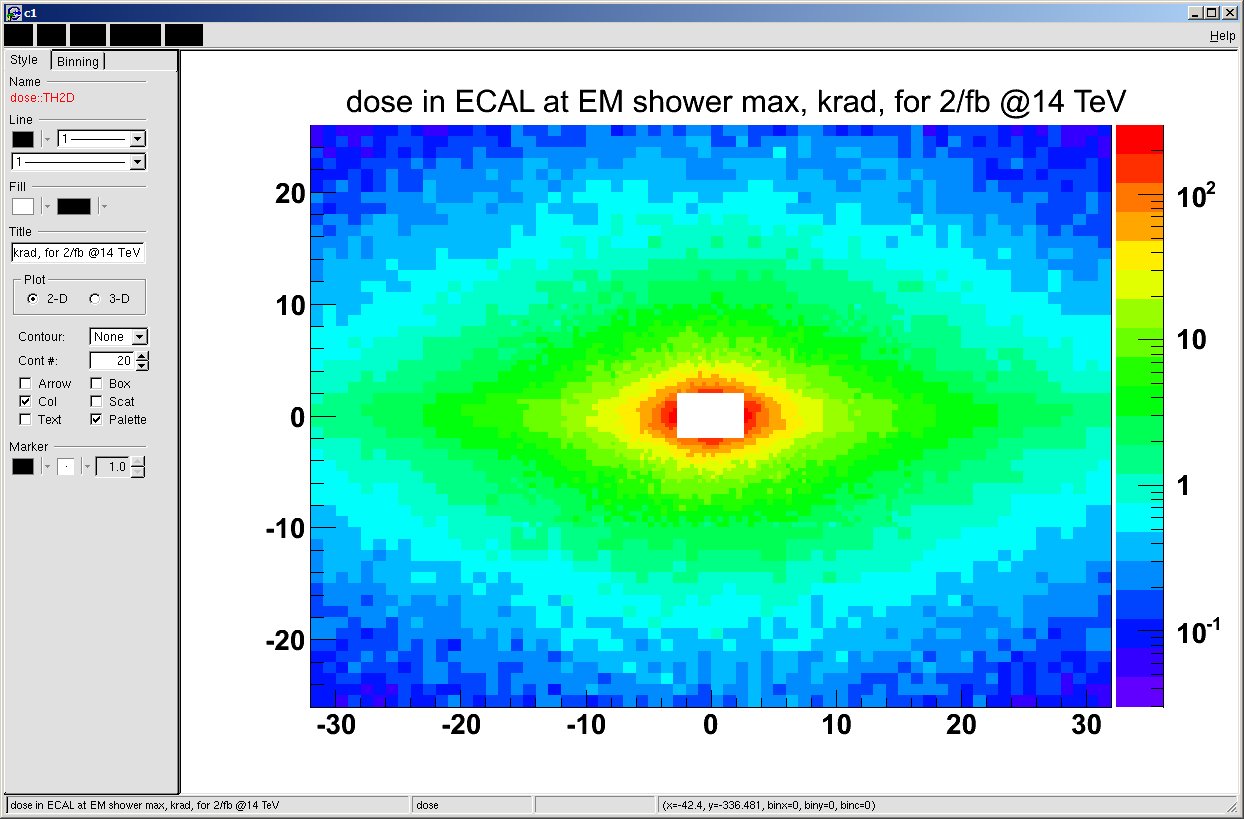 c1
Help
Style
Binning
Name
dose::TH2D
Line
1
1
Fill
Title
krad, for 2/fb @14 TeV
Plot
2-D
3-D
Contour:
None
Cont #:
20
Arrow
Box
Col
Scat
Text
Palette
Marker
1.0
dose in ECAL at EM shower max, krad, for 2/fb @14 TeV
20
10
0
-10
-20
-30 -20 -10 0 10 20 30
10²
10
1
10⁻¹
dose in ECAL at EM shower max, krad, for 2/fb @14 TeV
dose
(x=-42.4, y=-336.481, binx=0, biny=0, binc=0)